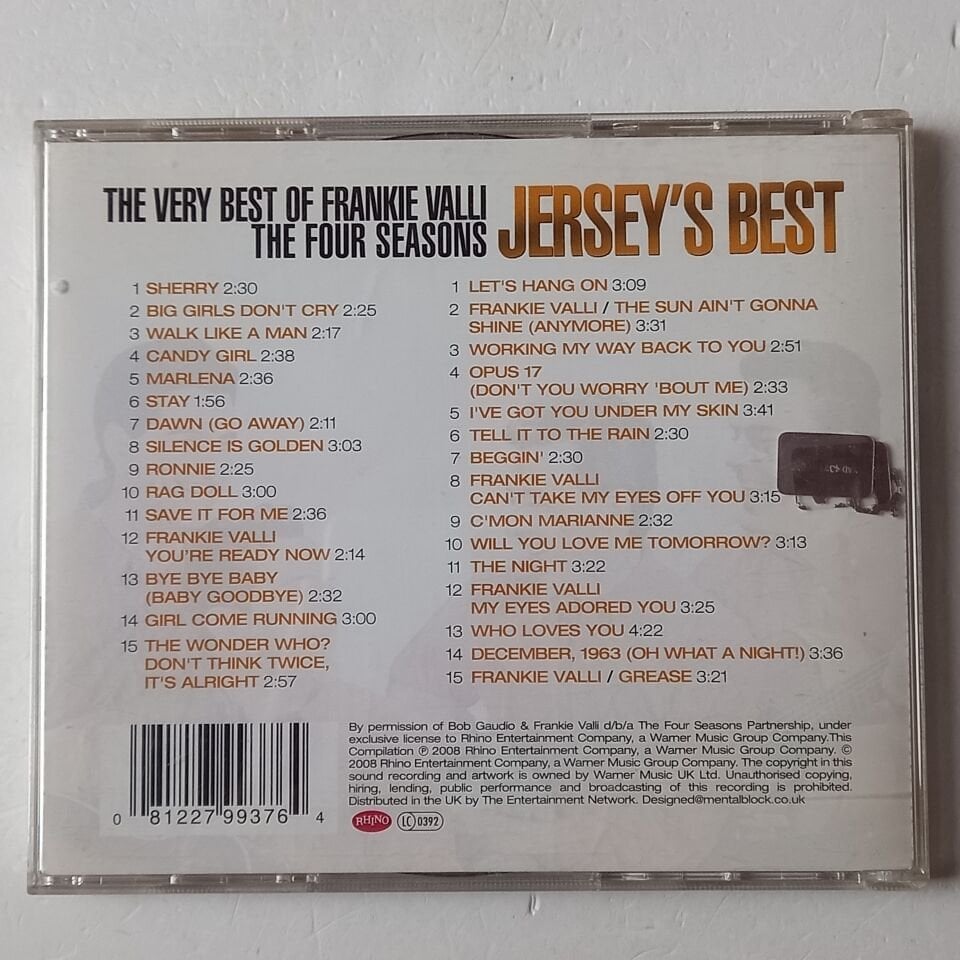 THE VERY BEST OF FRANKIE VALLI
THE FOUR SEASONS
JERSEY'S BEST
1 SHERRY 2:30
2 BIG GIRLS DON'T CRY 2:25
3 WALK LIKE A MAN 2:17
4 CANDY GIRL 2:38
5 MARLENA 2:36
6 STAY 1:56
7 DAWN (GO AWAY) 2:11
8 SILENCE IS GOLDEN 3:03
9 RONNIE 2:25
10 RAG DOLL 3:00
11 SAVE IT FOR ME 2:36
12 FRANKIE VALLI
YOU'RE READY NOW 2:14
13 BYE BYE BABY
(BABY GOODBYE) 2:32
14 GIRL COME RUNNING 3:00
15 THE WONDER WHO?
DON'T THINK TWICE,
IT'S ALRIGHT 2:57
1 LET'S HANG ON 3:09
2 FRANKIE VALLI / THE SUN AIN'T GONNA
SHINE (ANYMORE) 3:31
3 WORKING MY WAY BACK TO YOU 2:51
4 OPUS 17
(DON'T YOU WORRY 'BOUT ME) 2:33
5 I'VE GOT YOU UNDER MY SKIN 3:41
6 TELL IT TO THE RAIN 2:30
7 BEGGIN' 2:30
8 FRANKIE VALLI
CAN'T TAKE MY EYES OFF YOU 3:15
9 C'MON MARIANNE 2:32
10 WILL YOU LOVE ME TOMORROW? 3:13
11 THE NIGHT 3:22
12 FRANKIE VALLI
MY EYES ADORED YOU 3:25
13 WHO LOVES YOU 4:22
14 DECEMBER, 1963 (OH WHAT A NIGHT!) 3:36
15 FRANKIE VALLI / GREASE 3:21
By permission of Bob Gaudio & Frankie Valli d/b/a The Four Seasons Partnership, under
exclusive license to Rhino Entertainment Company, a Warner Music Group Company.This
Compilation ℗ 2008 Rhino Entertainment Company, a Warner Music Group Company. ©
2008 Rhino Entertainment Company, a Warner Music Group Company. The copyright in this
sound recording and artwork is owned by Warner Music UK Ltd. Unauthorised copying,
hiring, lending, public performance and broadcasting of this recording is prohibited.
Distributed in the UK by The Entertainment Network. Designed@mentalblock.co.uk
RHINO LC 0392
0 81227 99376 4